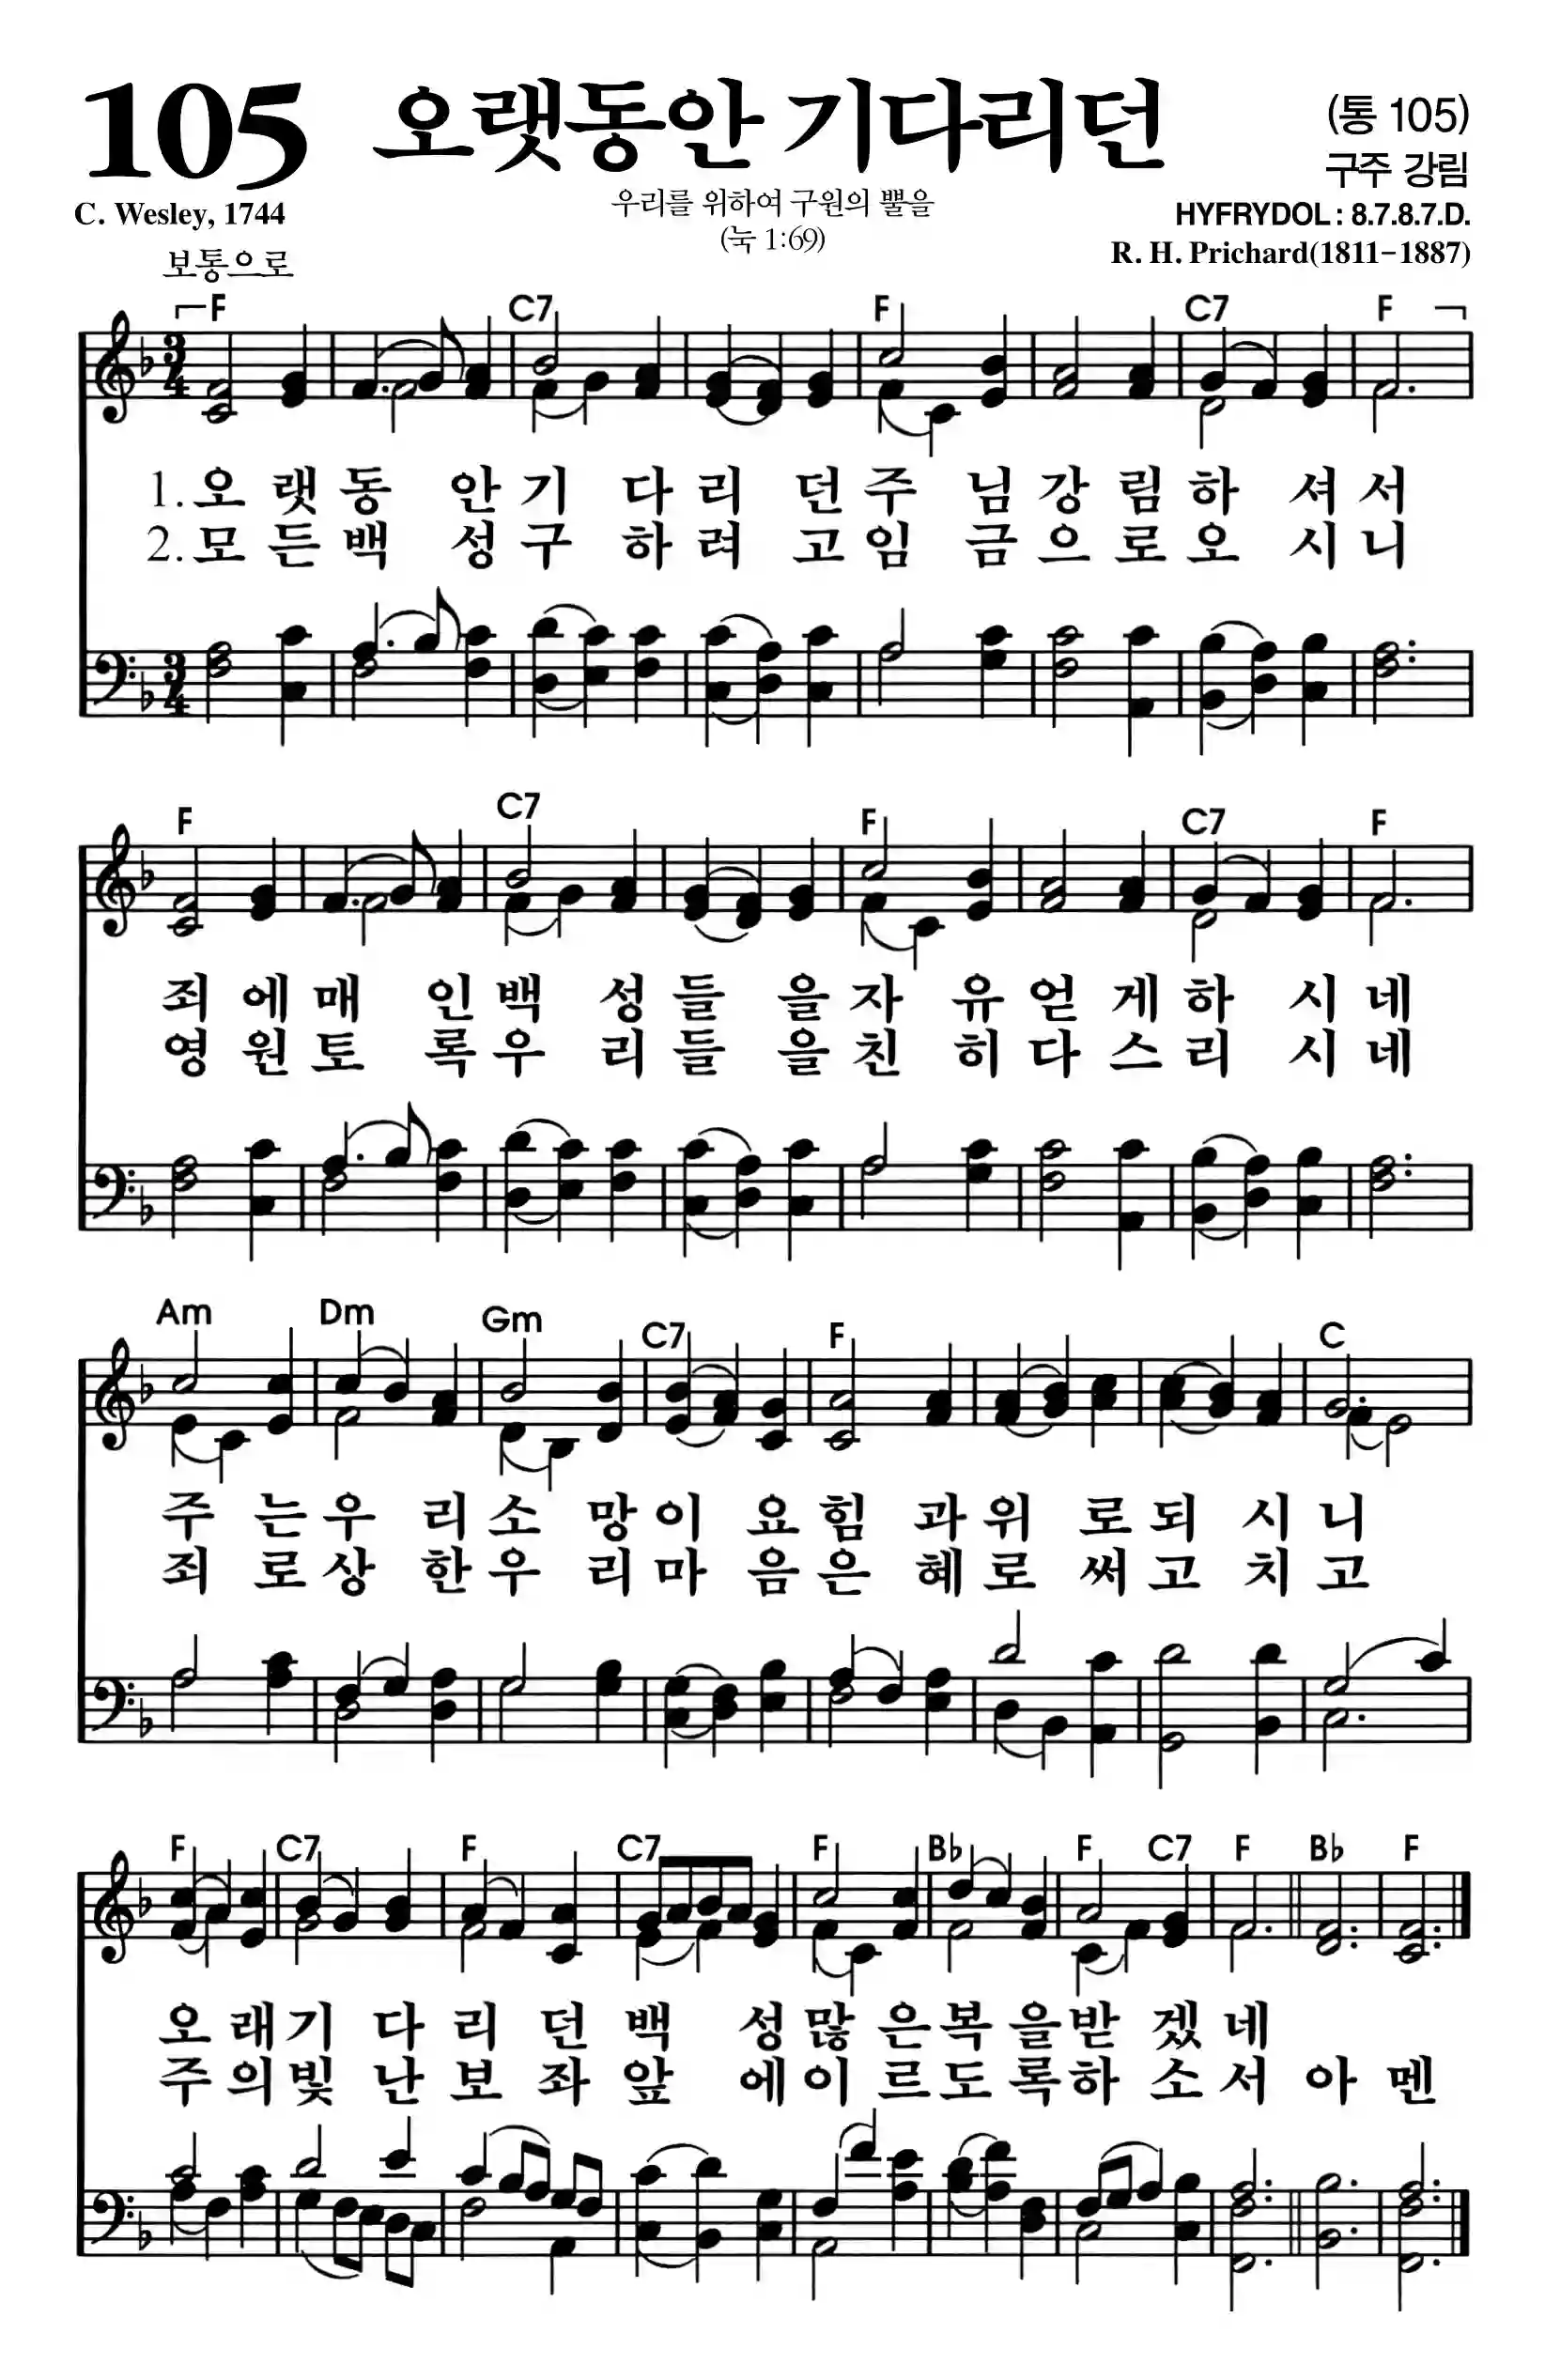 105 오랫동안 기다리던 (통 105)
구주 강림
C. Wesley, 1744 우리를 위하여 구원의 뿔을 HYFRYDOL : 8.7.8.7.D.
(눅 1:69) R. H. Prichard(1811-1887)
보통으로
F C7 F C7 F
1. 오 랫 동 안 기 다 리 던 주 님 강 림 하 셔 서
2. 모 든 백 성 구 하 려 고 임 금 으 로 오 시 니
F C7 F C7 F
죄 에 매 인 백 성 들 을 자 유 얻 게 하 시 네
영 원 토 록 우 리 들 을 친 히 다 스 리 시 네
Am Dm Gm C7 F C
주 는 우 리 소 망 이 요 힘 과 위 로 되 시 니
죄 로 상 한 우 리 마 음 은 혜 로 써 고 치 고
F C7 F C7 F B♭ F C7 F B♭ F
오 래 기 다 리 던 백 성 많 은 복 을 받 겠 네
주 의 빛 난 보 좌 앞 에 이 르 도 록 하 소 서 아 멘